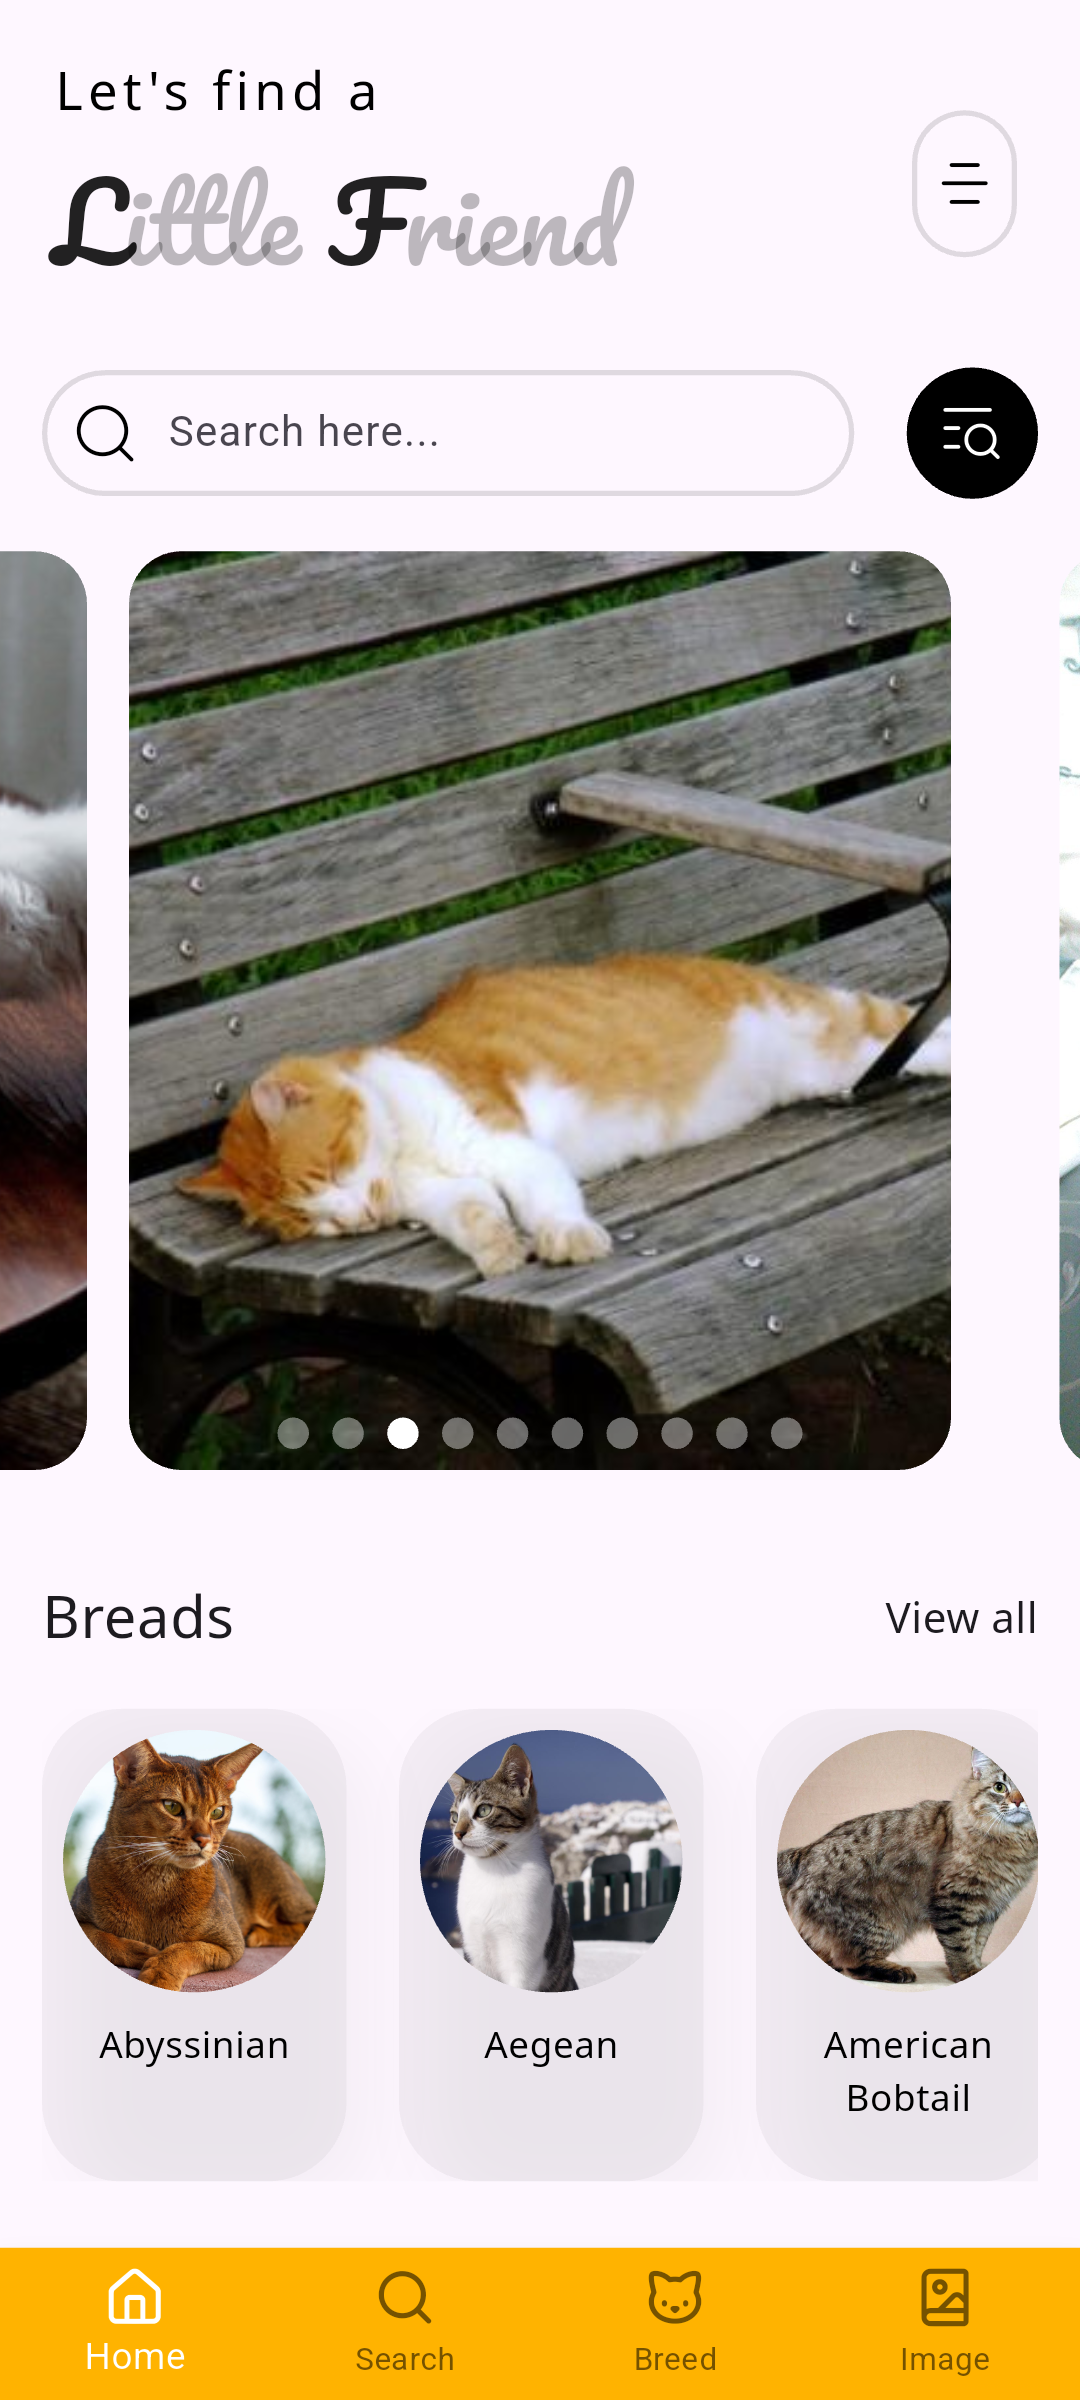 Let's find a
Little Friend
Search here...
Breads
View all
Abyssinian
Aegean
American
Bobtail
Home
Search
Breed
Image